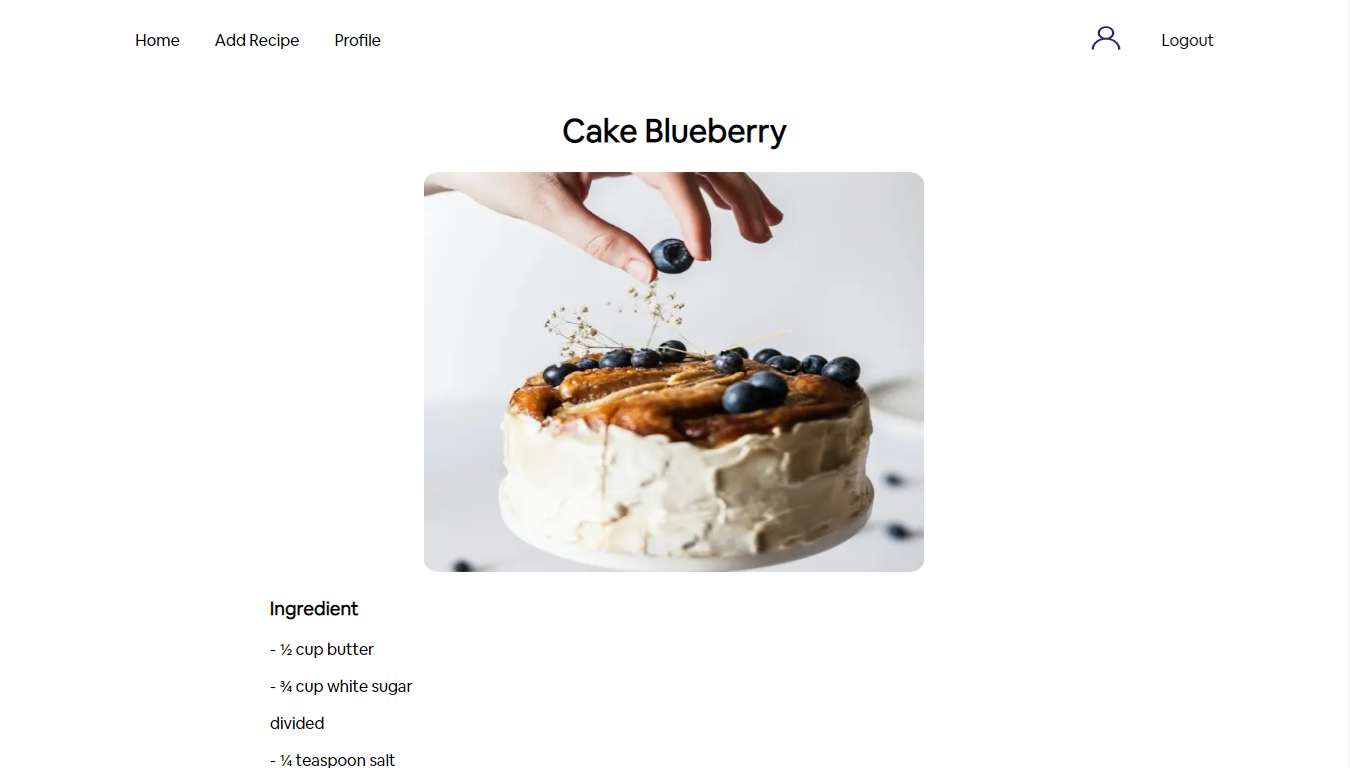 Home
Add Recipe
Profile
Logout
Cake Blueberry
Ingredient
- ½ cup butter
- ¾ cup white sugar
divided
- ¼ teaspoon salt